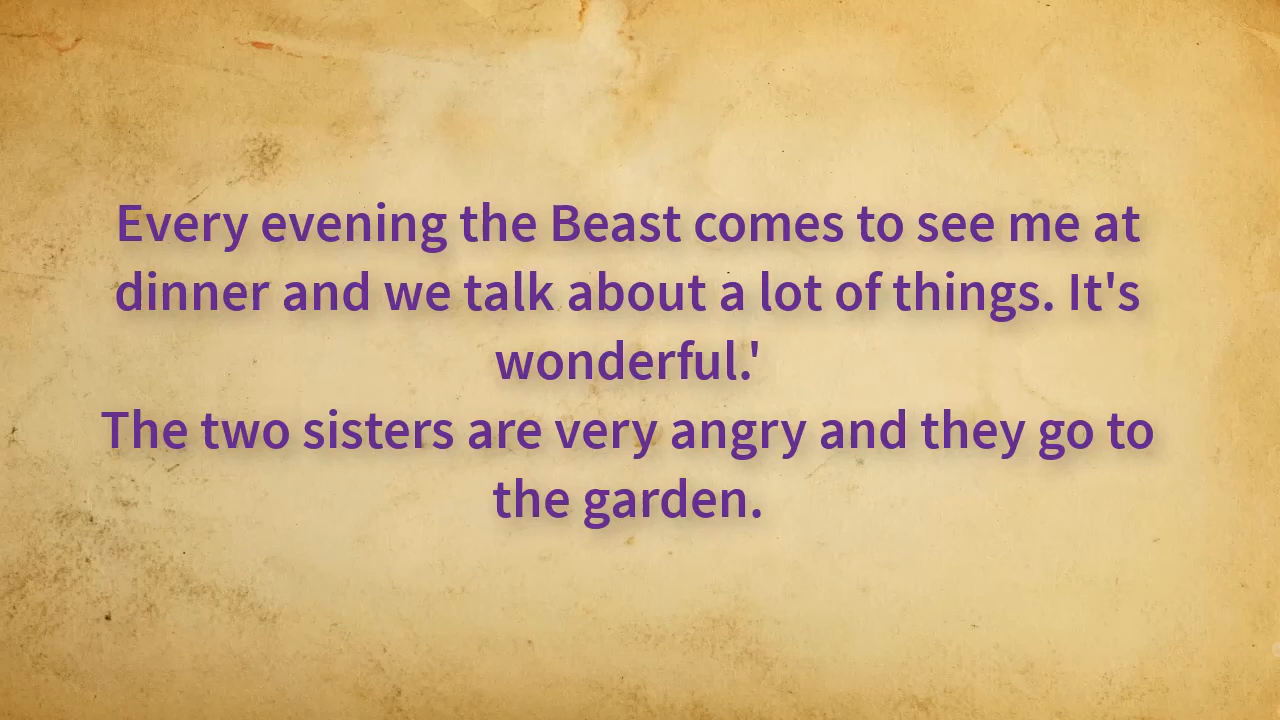 Every evening the Beast comes to see me at
dinner and we talk about a lot of things. It's
wonderful.'
The two sisters are very angry and they go to
the garden.